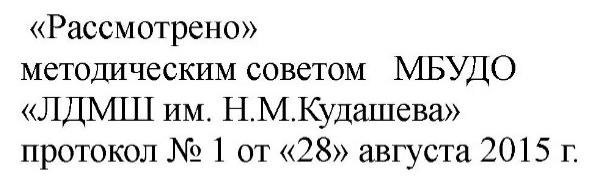 «Рассмотрено»
методическим советом МБУДО
«ЛДМШ им. Н.М.Кудашева»
протокол № 1 от «28» августа 2015 г.